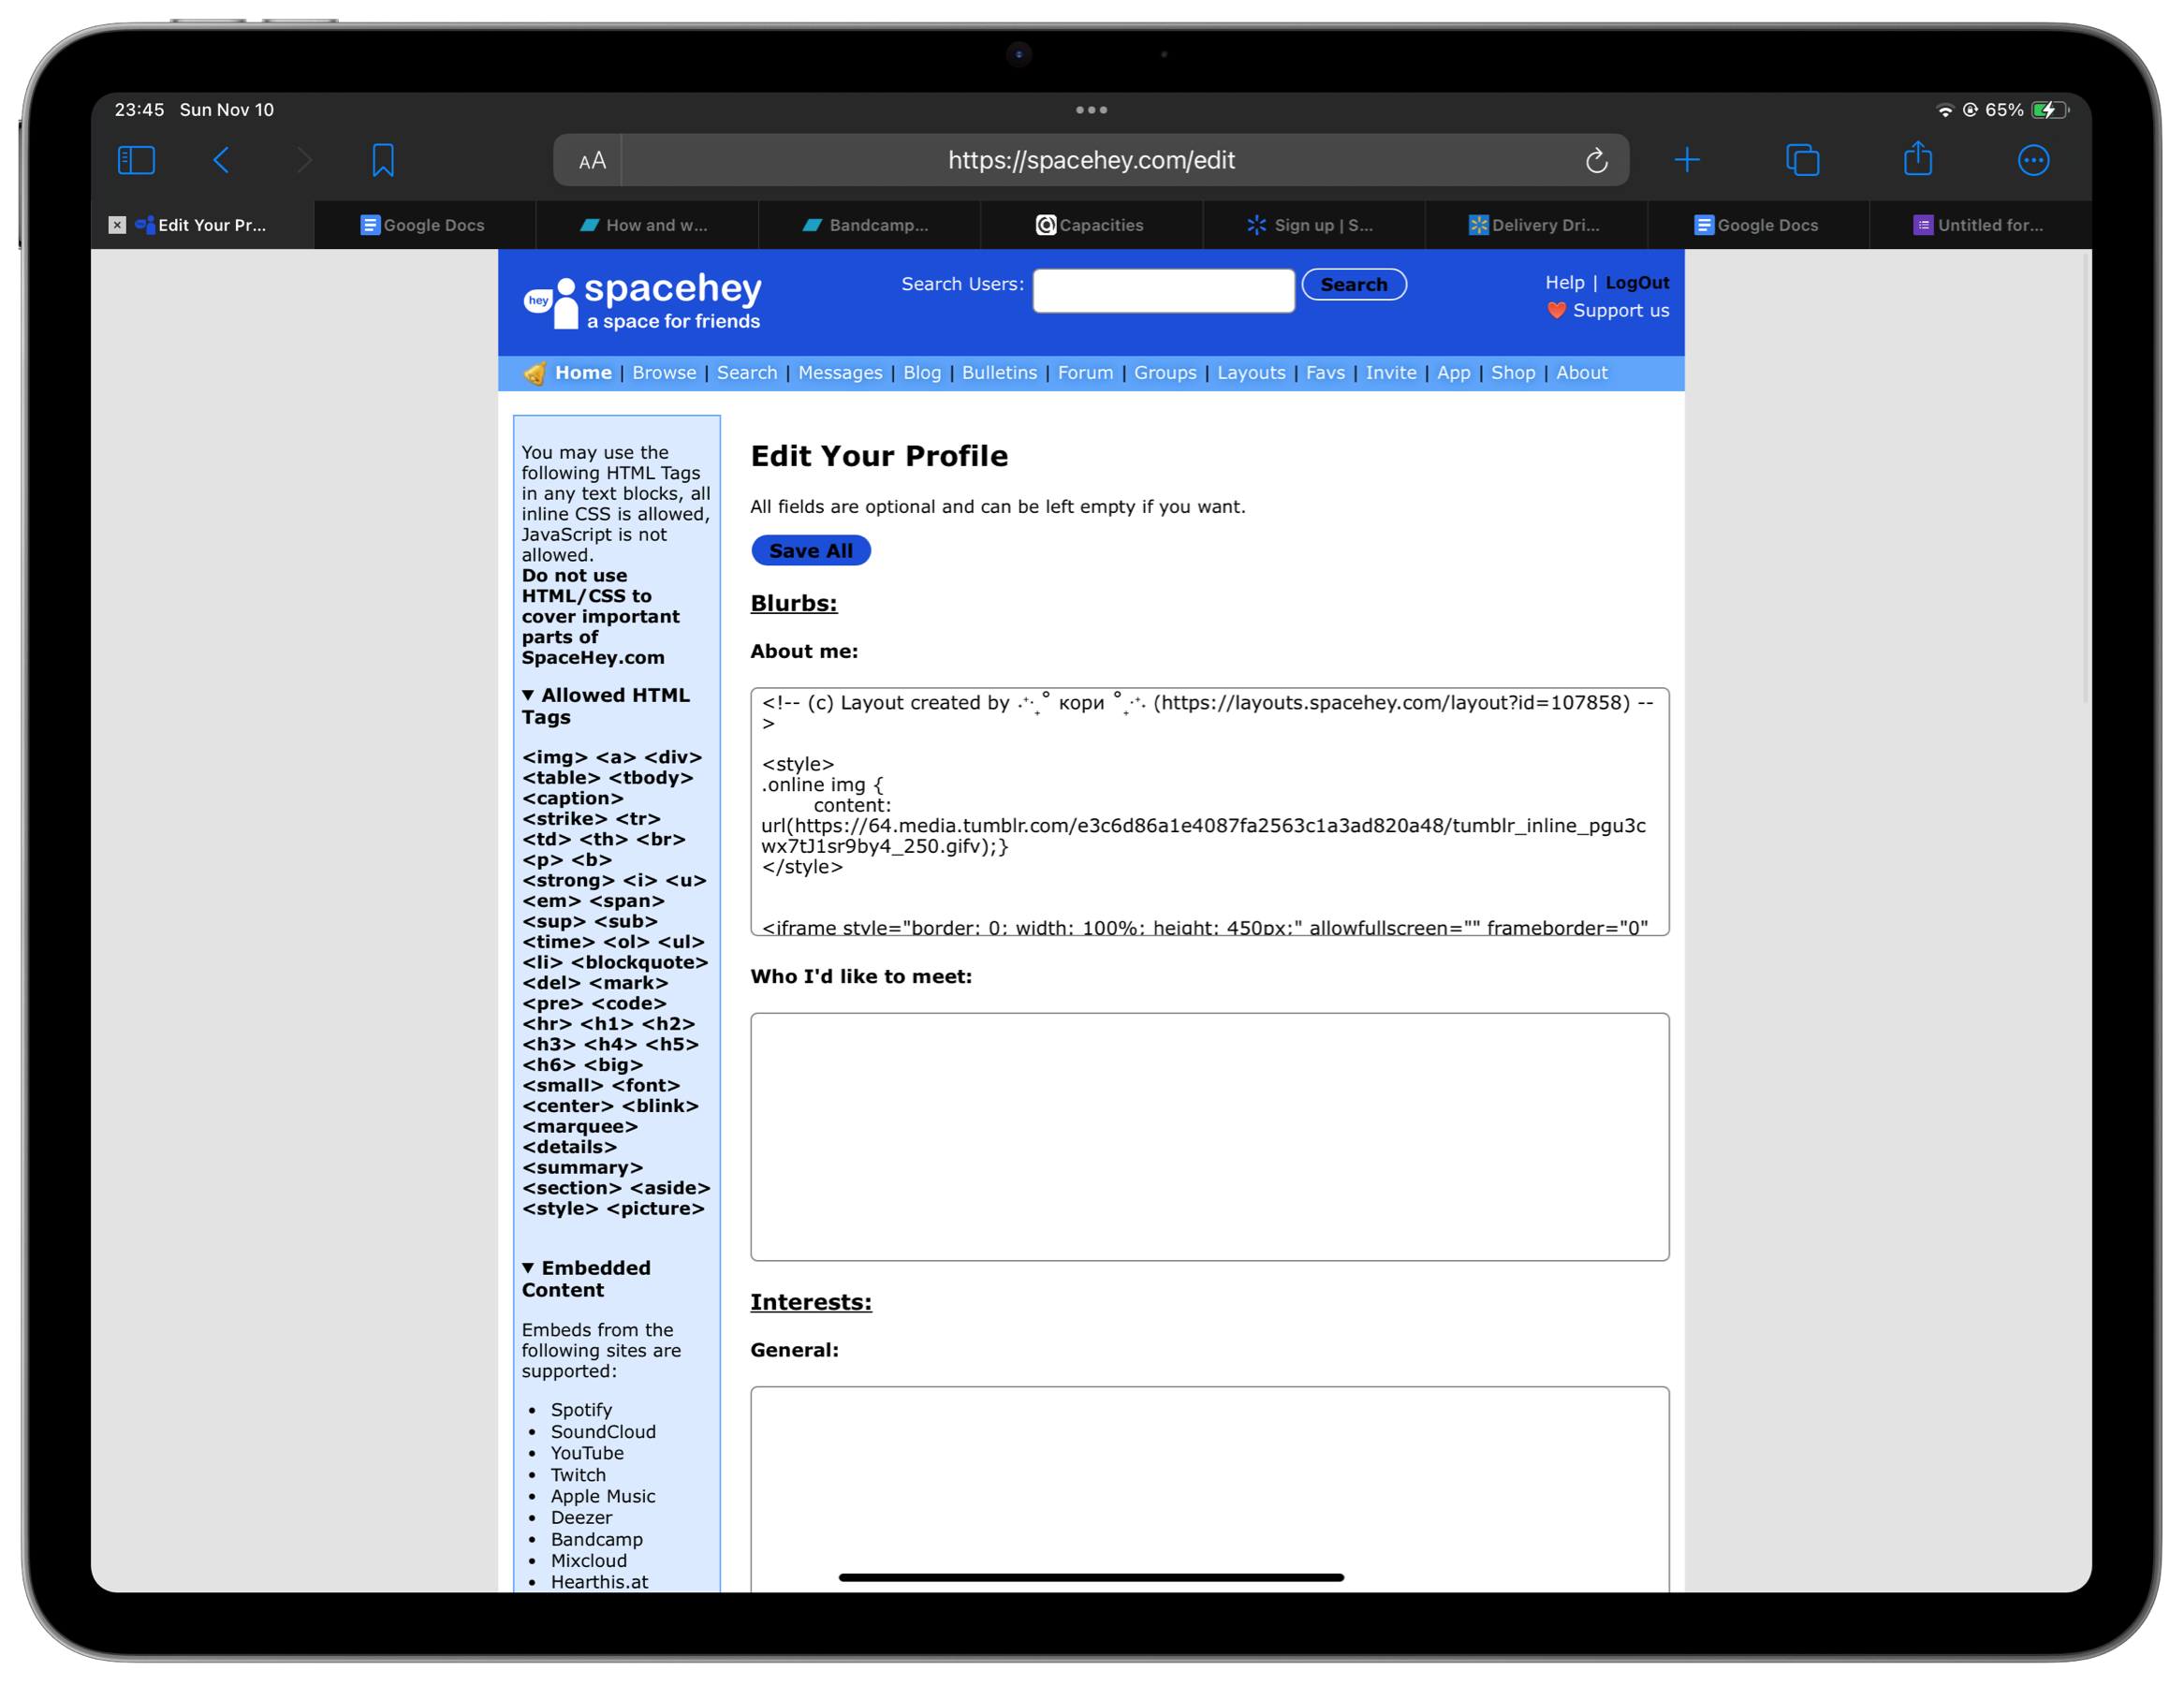 23:45 Sun Nov 10
65%
AA
https://spacehey.com/edit
Edit Your Pr...
Google Docs
How and w...
Bandcamp...
Capacities
Sign up | S...
Delivery Dri...
Google Docs
Untitled for...
hey
spacehey
a space for friends
Search Users:
Search
Help | LogOut
❤️ Support us
Home | Browse | Search | Messages | Blog | Bulletins | Forum | Groups | Layouts | Favs | Invite | App | Shop | About
You may use the
following HTML Tags
in any text blocks, all
inline CSS is allowed,
JavaScript is not
allowed.
Do not use
HTML/CSS to
cover important
parts of
SpaceHey.com
▼ Allowed HTML
Tags
<img> <a> <div>
<table> <tbody>
<caption>
<strike> <tr>
<td> <th> <br>
<p> <b>
<strong> <i> <u>
<em> <span>
<sup> <sub>
<time> <ol> <ul>
<li> <blockquote>
<del> <mark>
<pre> <code>
<hr> <h1> <h2>
<h3> <h4> <h5>
<h6> <big>
<small> <font>
<center> <blink>
<marquee>
<details>
<summary>
<section> <aside>
<style> <picture>
▼ Embedded
Content
Embeds from the
following sites are
supported:
• Spotify
• SoundCloud
• YouTube
• Twitch
• Apple Music
• Deezer
• Bandcamp
• Mixcloud
• Hearthis.at
Edit Your Profile
All fields are optional and can be left empty if you want.
Save All
Blurbs:
About me:
<!-- (c) Layout created by ˖⁺‧₊˚ кори ˚₊‧⁺˖ (https://layouts.spacehey.com/layout?id=107858) --
>
<style>
.online img {
content:
url(https://64.media.tumblr.com/e3c6d86a1e4087fa2563c1a3ad820a48/tumblr_inline_pgu3c
wx7tJ1sr9by4_250.gifv);}
</style>
<iframe style="border: 0; width: 100%; height: 450px;" allowfullscreen="" frameborder="0"
Who I'd like to meet:
Interests:
General: